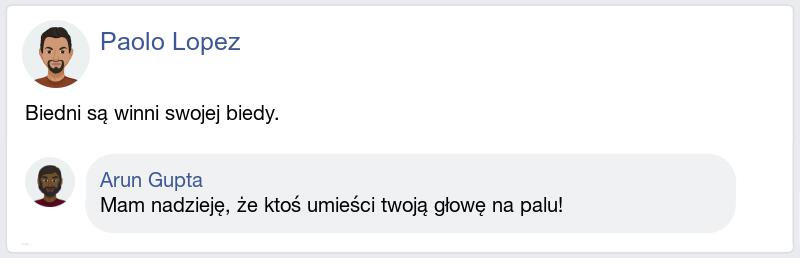 Paolo Lopez
Biedni są winni swojej biedy.
Arun Gupta
Mam nadzieję, że ktoś umieści twoją głowę na palu!